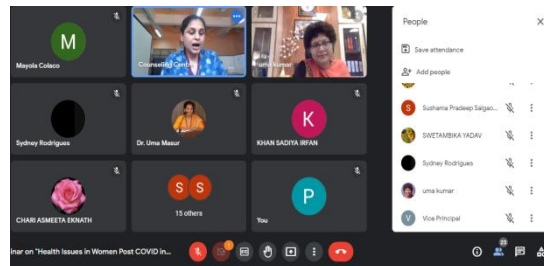 M
Mayola Colaco
Counseling Centre
uma kumar
Sydney Rodrigues
Dr. Uma Masur
K
KHAN SADIYA IRFAN
CHARI ASMEETA EKNATH
S S
15 others
P
You
inar on "Health Issues in Women Post COVID in...
23
People
Save attendance
Add people
S
Sushama Pradeep Salgao...
SWETAMBIKA YADAV
Sydney Rodrigues
uma kumar
V
Vice Principal